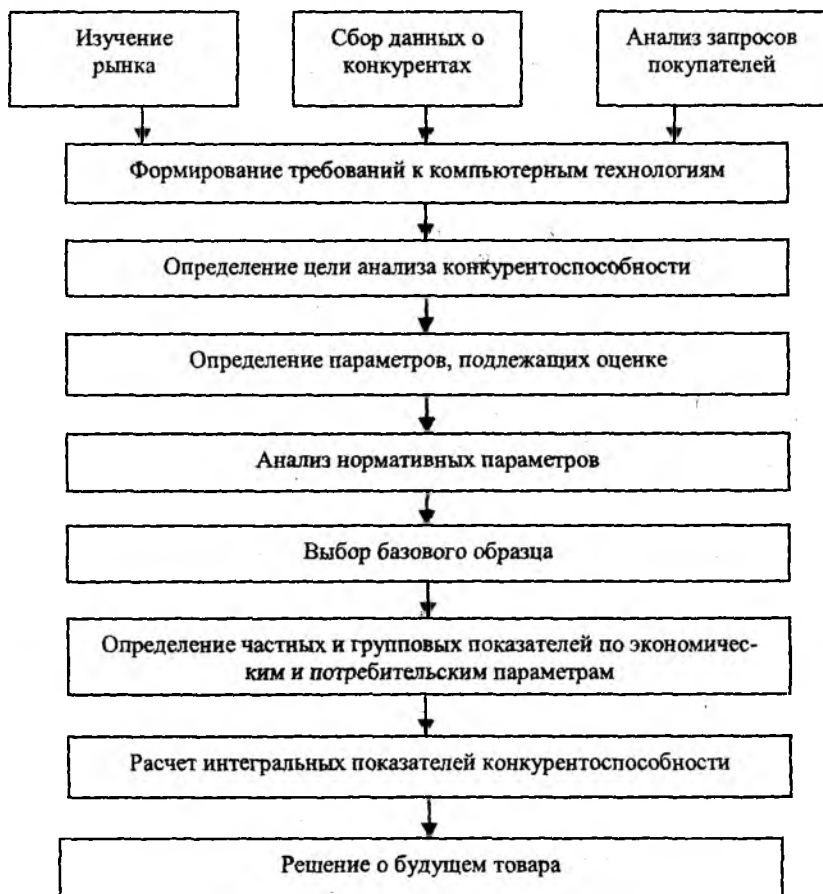 Изучение
рынка
Сбор данных о
конкурентах
Анализ запросов
покупателей
Формирование требований к компьютерным технологиям
Определение цели анализа конкурентоспособности
Определение параметров, подлежащих оценке
Анализ нормативных параметров
Выбор базового образца
Определение частных и групповых показателей по экономичес-
ким и потребительским параметрам
Расчет интегральных показателей конкурентоспособности
Решение о будущем товара